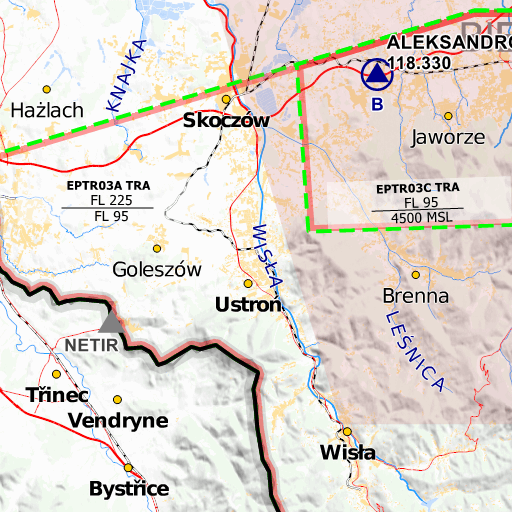 ALEKSANDRO
118.330
B
KNAJKA
Hażlach
Skoczów
Jaworze
EPTR03A TRA
FL 225
FL 95
EPTR03C TRA
FL 95
4500 MSL
WISŁA
Goleszów
Ustroń
Brenna
LEŚNICA
NETIR
Třinec
Vendryne
Wisła
Bystřice